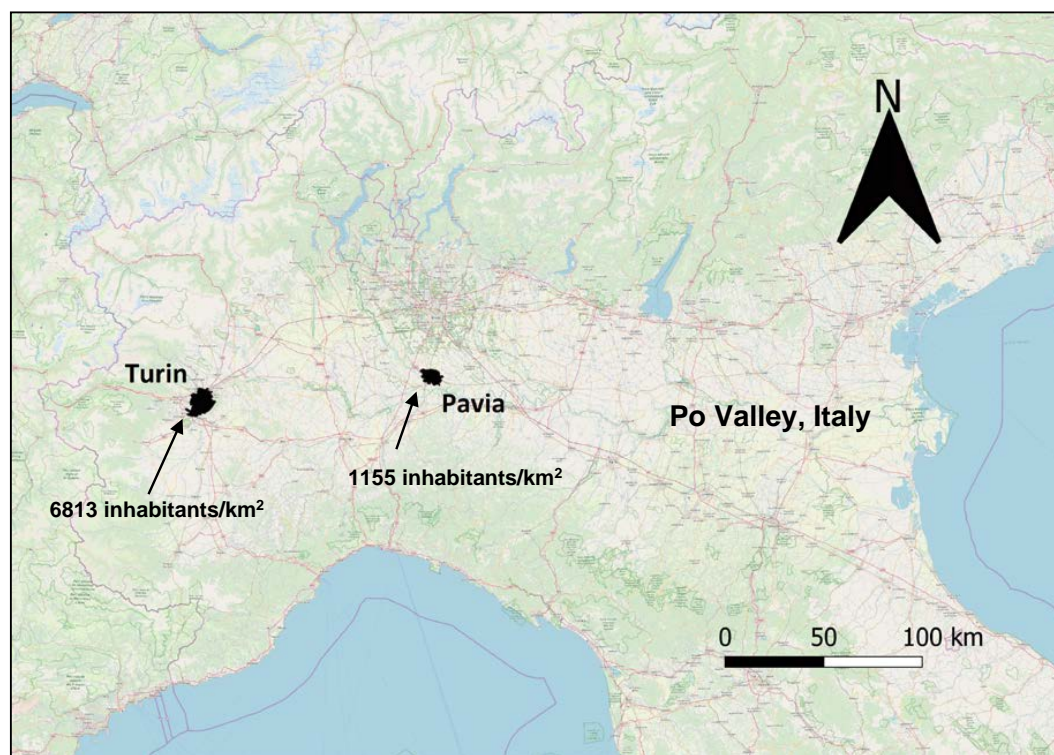 N
Turin
Pavia
Po Valley, Italy
1155 inhabitants/km²
6813 inhabitants/km²
0 50 100 km